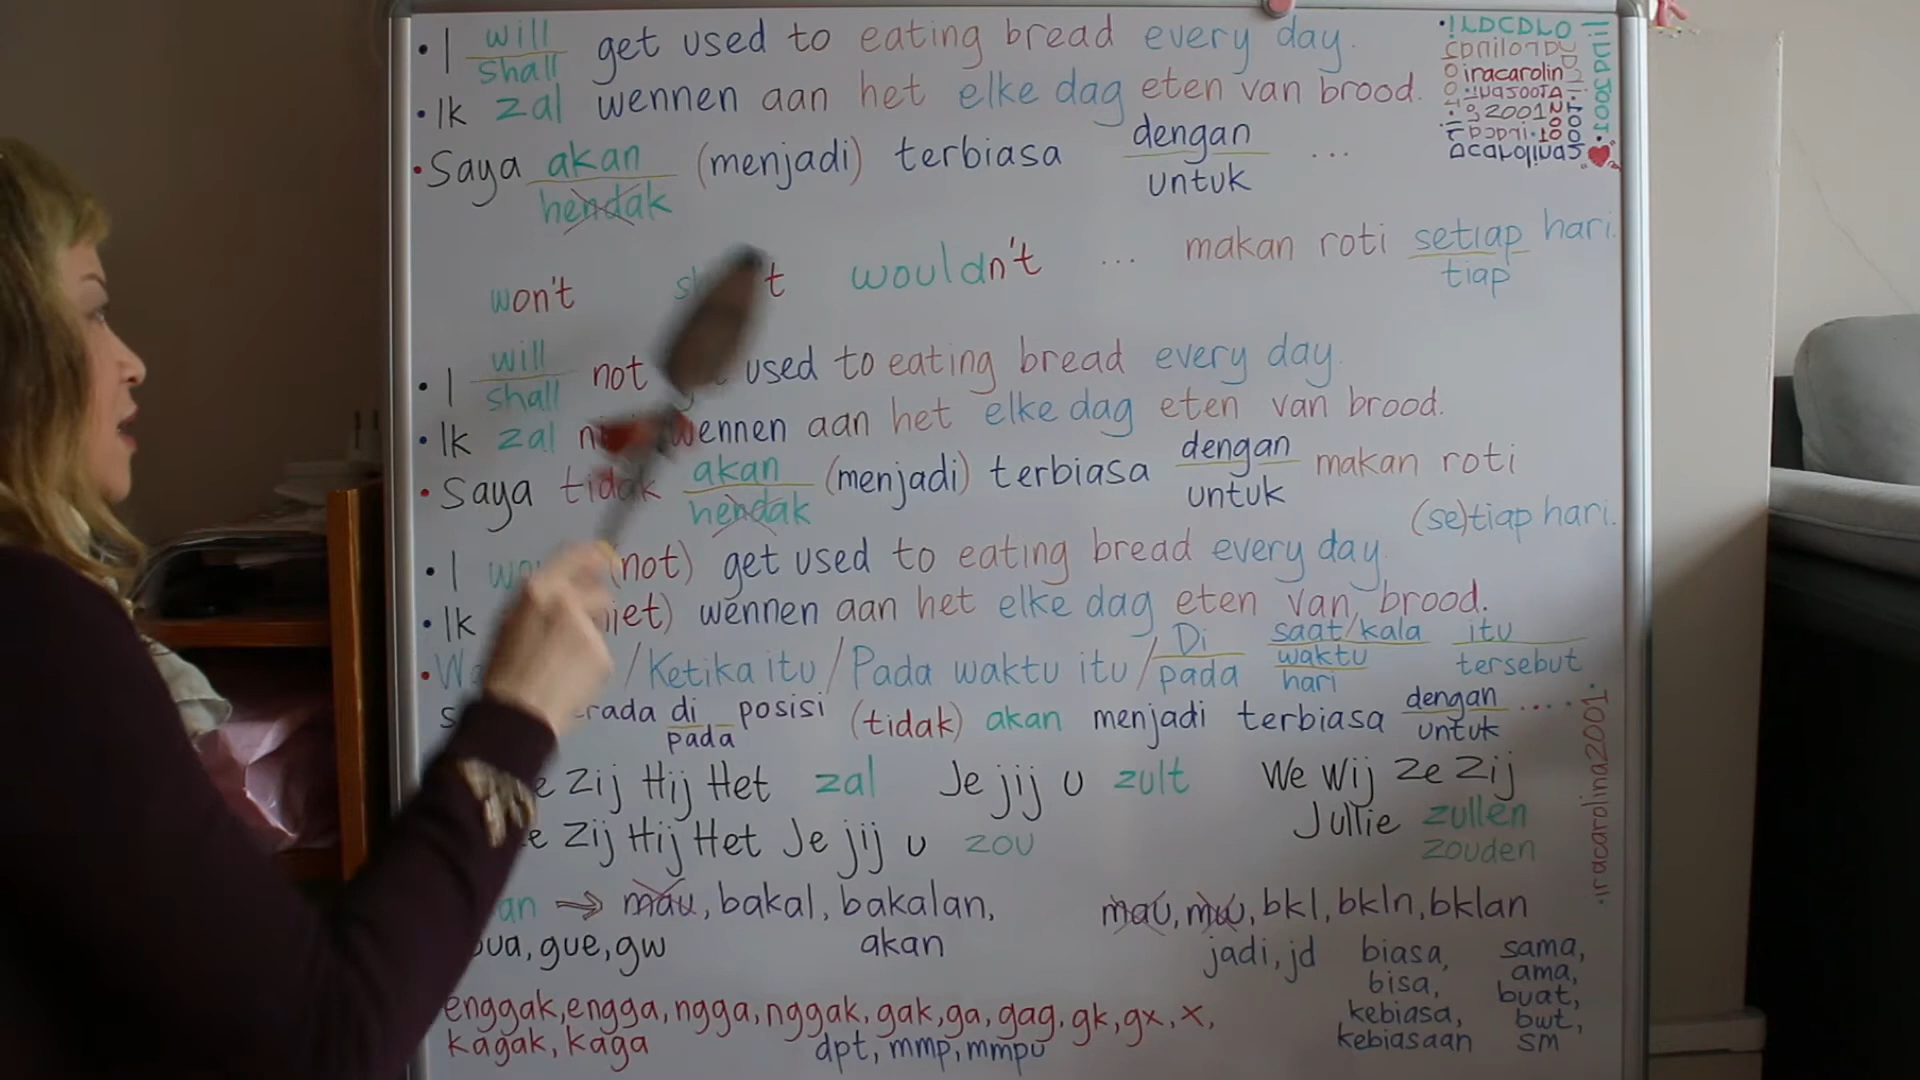 • I will/shall get used to eating bread every day.
• Ik zal wennen aan het elke dag eten van brood.
• Saya akan/hendak (menjadi) terbiasa dengan/untuk ...
... makan roti setiap/tiap hari.
won't wouldn't
• I will/shall not used to eating bread every day.
• Ik zal wennen aan het elke dag eten van brood.
• Saya tidak akan/hendak (menjadi) terbiasa dengan/untuk makan roti
(se)tiap hari.
• I (not) get used to eating bread every day.
• Ik wennen aan het elke dag eten van brood.
• / Ketika itu / Pada waktu itu / Di/pada saat/kala/waktu/hari itu/tersebut
di/pada posisi (tidak) akan menjadi terbiasa dengan/untuk ....
Zij Hij Het zal Je jij u zult We Wij Ze Zij
Jullie zullen
Zij Hij Het Je jij u zou zouden
→ mau, bakal, bakalan, mau, mw, bkl, bkln, bklan
gue, gw akan jadi, jd biasa, sama,
bisa, ama,
enggak, engga, ngga, nggak, gak, ga, gag, gk, gx, x, kebiasa, buat,
kagak, kaga dpt, mmp, mmpu kebiasaan bwt,
sm
iracarolin
acarolinas
.iracarolina2001.